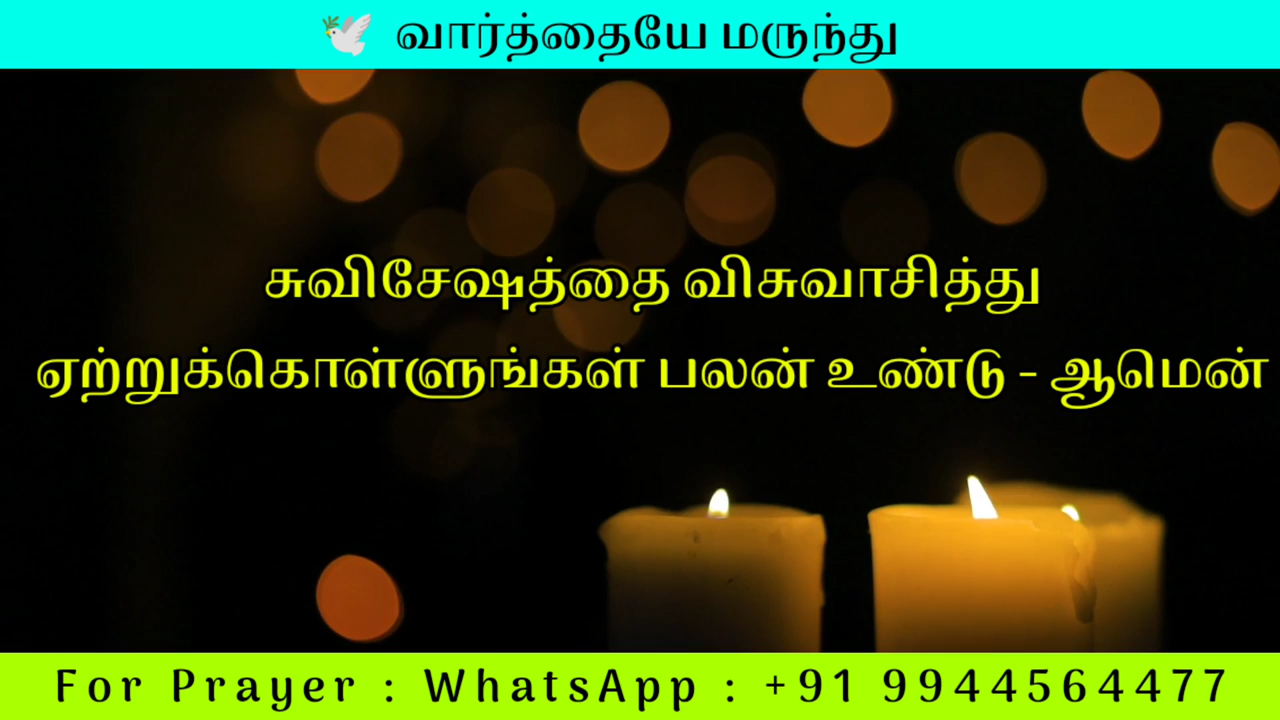 🕊️ வார்த்தையே மருந்து
சுவிசேஷத்தை விசுவாசித்து
ஏற்றுக்கொள்ளுங்கள் பலன் உண்டு - ஆமென்
For Prayer : WhatsApp : +91 9944564477